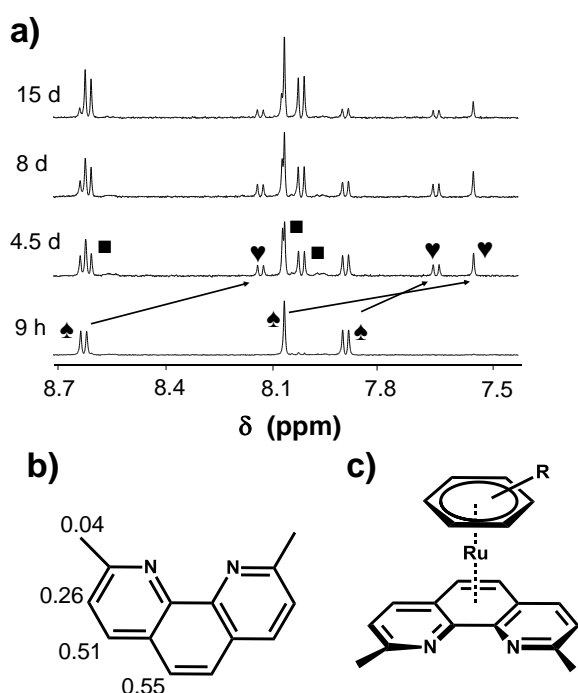 a)
15 d
8 d
4.5 d
■ ♥ ■ ■ ♥ ♥
9 h
♠ ♠ ♠
8.7 8.4 8.1 7.8 7.5
δ (ppm)
b)
0.04
N N
0.26
0.51
0.55
c)
R
Ru
N N